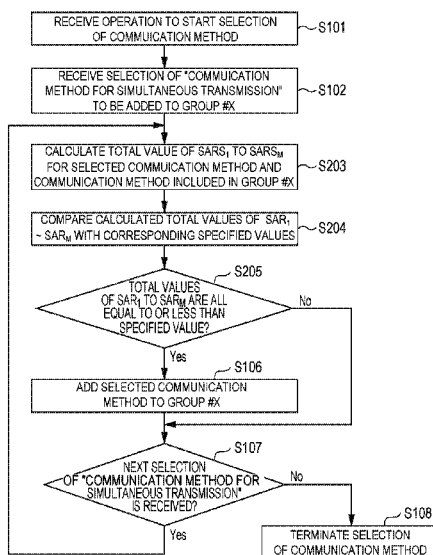 RECEIVE OPERATION TO START SELECTION
OF COMMUICATION METHOD
S101
RECEIVE SELECTION OF "COMMUICATION
METHOD FOR SIMULTANEOUS TRANSMISSION"
TO BE ADDED TO GROUP #X
S102
CALCULATE TOTAL VALUE OF SARS1 TO SARSM
FOR SELECTED COMMUICATION METHOD AND
COMMUNICATION METHOD INCLUDED IN GROUP #X
S203
COMPARE CALCULATED TOTAL VALUES OF SAR1
~ SARM WITH CORRESPONDING SPECIFIED VALUES
S204
S205
TOTAL VALUES
OF SAR1 TO SARM ARE ALL
EQUAL TO OR LESS THAN
SPECIFIED VALUE?
No
Yes
S106
ADD SELECTED COMMUNICATION
METHOD TO GROUP #X
S107
NEXT SELECTION
OF "COMMUNICATION METHOD FOR
SIMULTANEOUS TRANSMISSION"
IS RECEIVED?
No
Yes
S108
TERMINATE SELECTION
OF COMMUNICATION METHOD